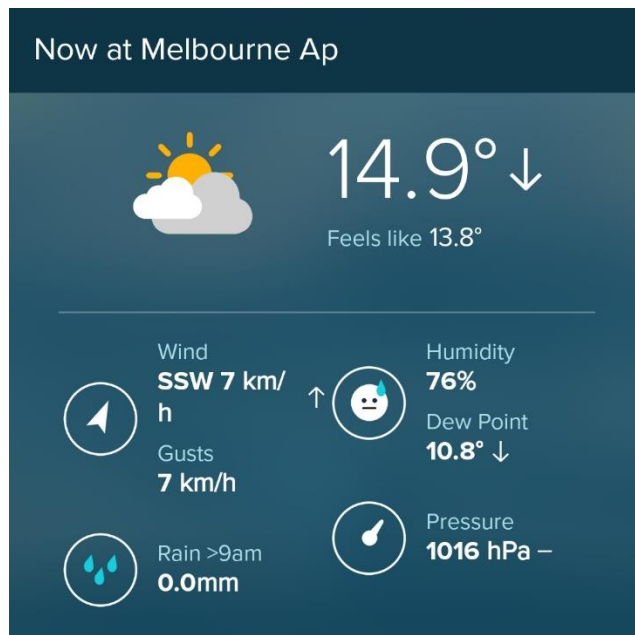 Now at Melbourne Ap
14.9°↓
Feels like 13.8°
Wind
SSW 7 km/
h
↑
Gusts
7 km/h
Humidity
76%
Dew Point
10.8° ↓
Rain >9am
0.0mm
Pressure
1016 hPa –